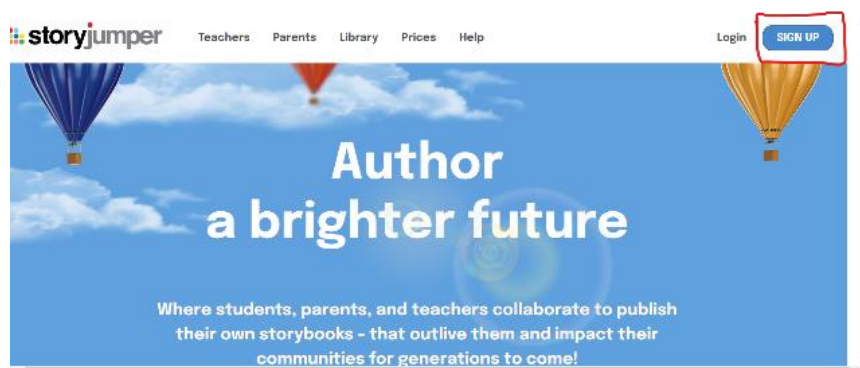 storyjumper Teachers Parents Library Prices Help Login SIGN UP
Author
a brighter future
Where students, parents, and teachers collaborate to publish
their own storybooks - that outlive them and impact their
communities for generations to come!